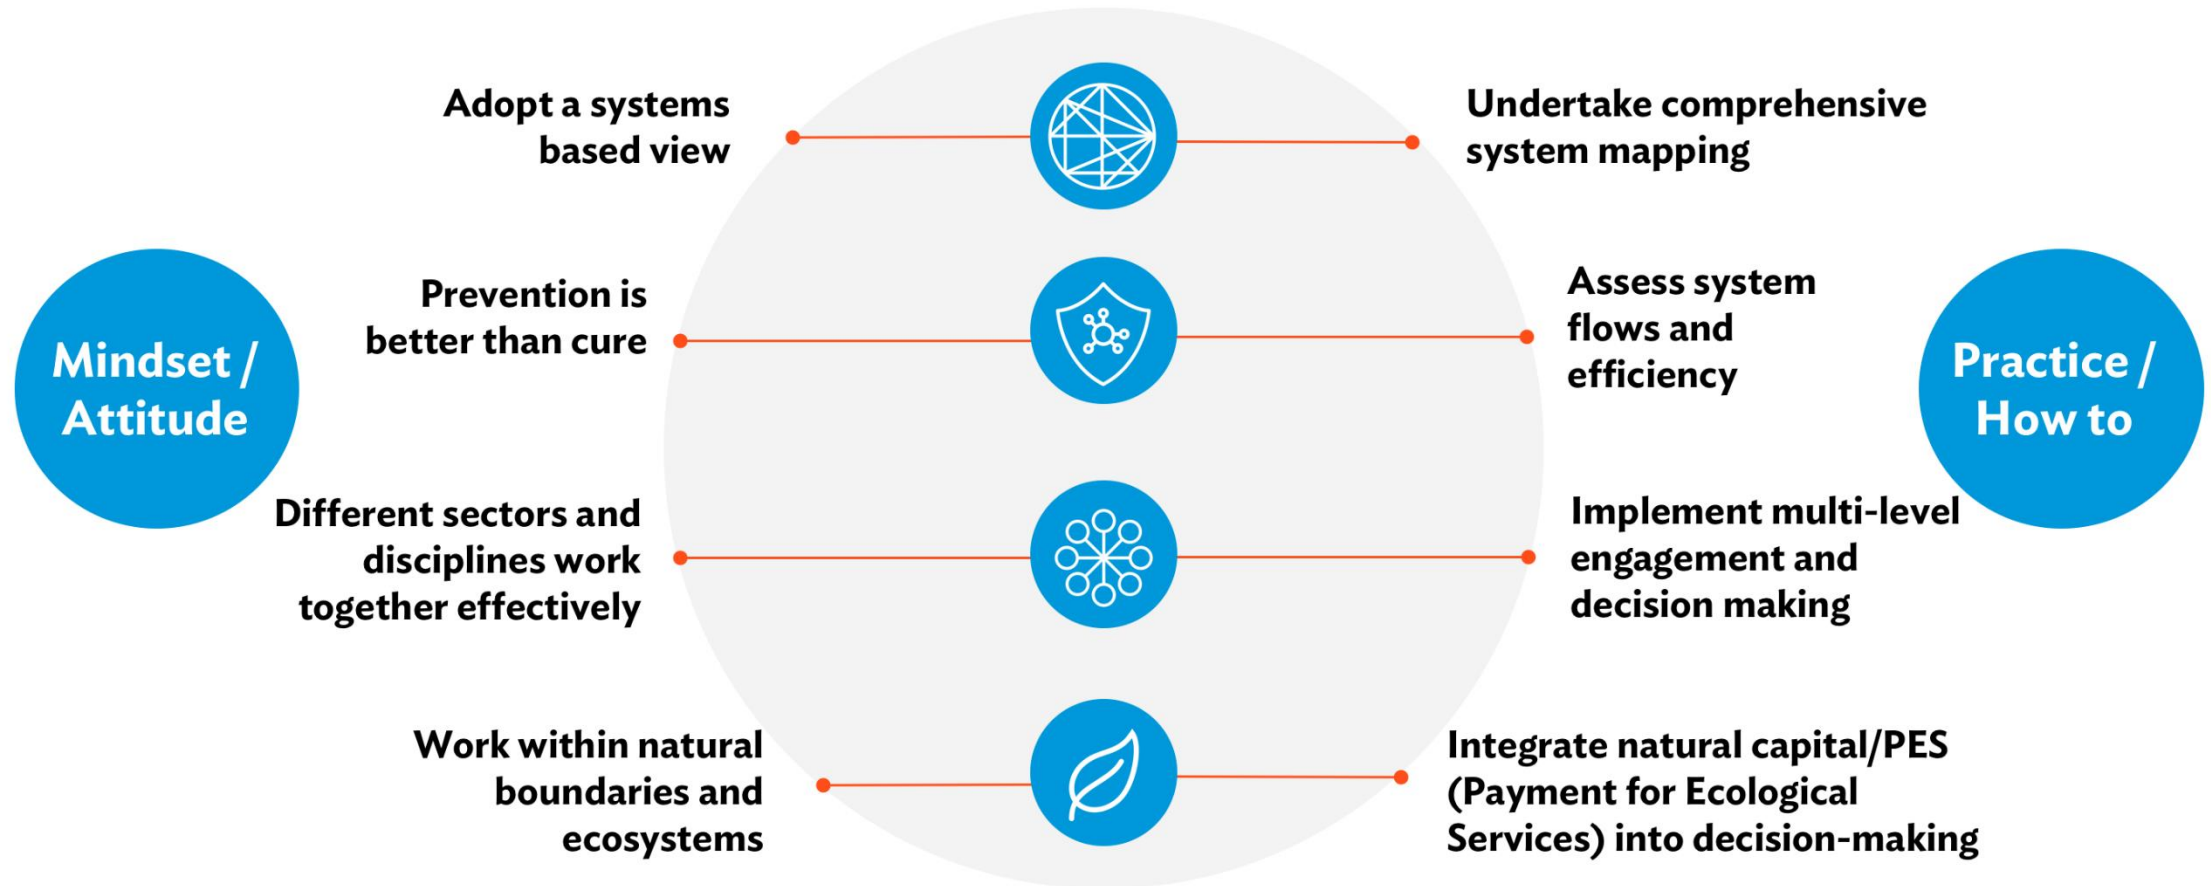 Adopt a systems
based view
Undertake comprehensive
system mapping
Mindset /
Attitude
Prevention is
better than cure
Assess system
flows and
efficiency
Practice /
How to
Different sectors and
disciplines work
together effectively
Implement multi-level
engagement and
decision making
Work within natural
boundaries and
ecosystems
Integrate natural capital/PES
(Payment for Ecological
Services) into decision-making